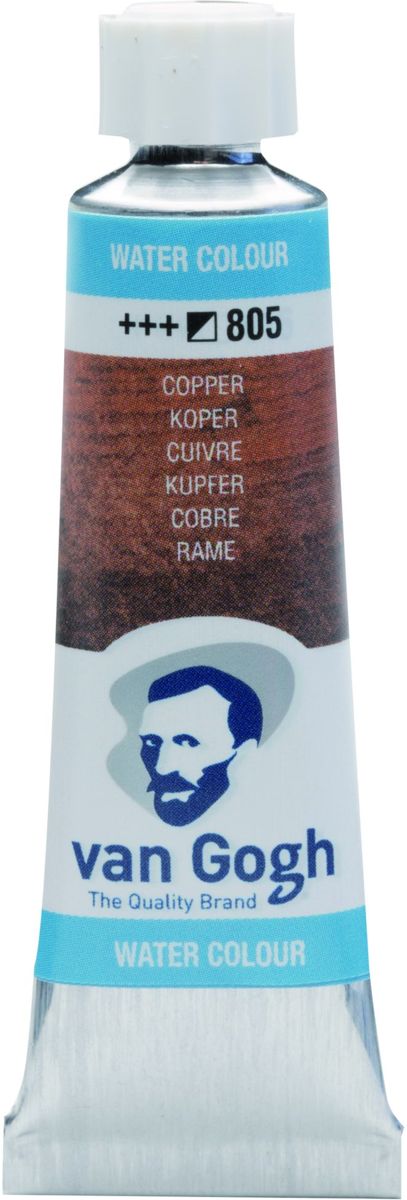 WATER COLOUR
+++ 805
COPPER
KOPER
CUIVRE
KUPFER
COBRE
RAME
van Gogh
The Quality Brand
WATER COLOUR